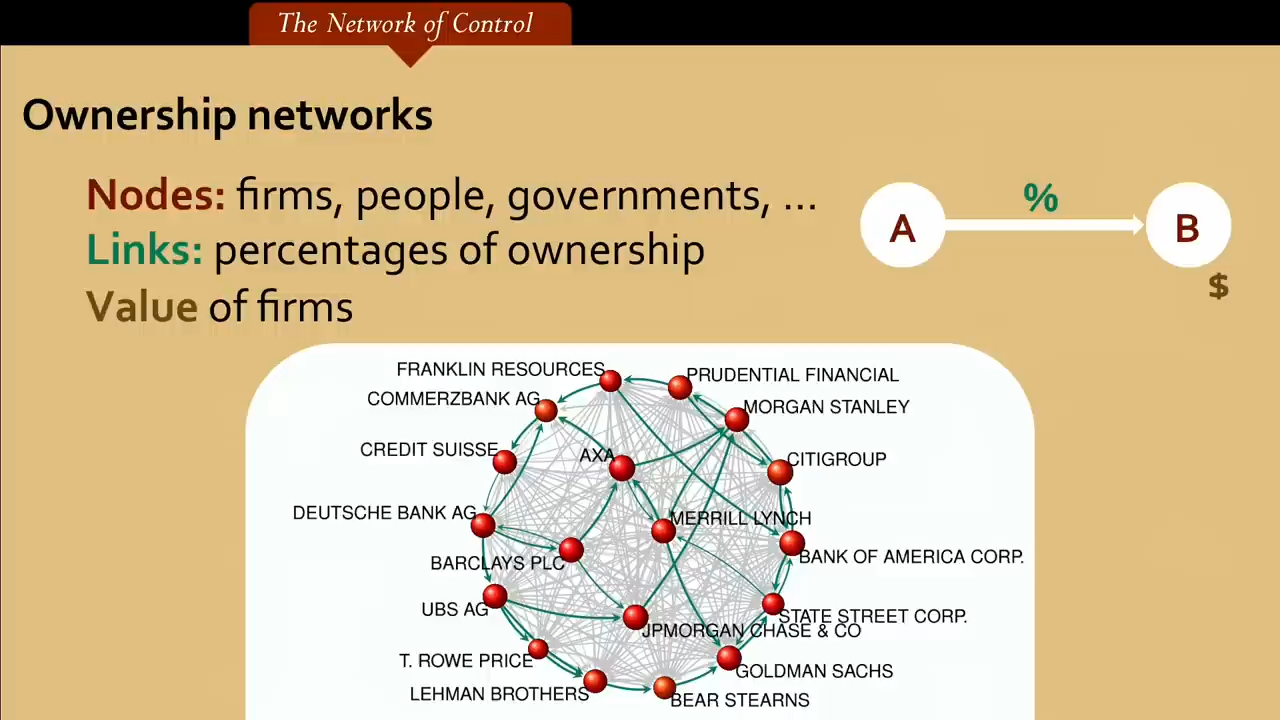 The Network of Control
Ownership networks
Nodes: firms, people, governments, ...
Links: percentages of ownership
Value of firms
A
%
B
$
FRANKLIN RESOURCES
PRUDENTIAL FINANCIAL
COMMERZBANK AG
MORGAN STANLEY
CREDIT SUISSE
AXA
CITIGROUP
DEUTSCHE BANK AG
MERRILL LYNCH
BARCLAYS PLC
BANK OF AMERICA CORP.
UBS AG
STATE STREET CORP.
JPMORGAN CHASE & CO
T. ROWE PRICE
GOLDMAN SACHS
LEHMAN BROTHERS
BEAR STEARNS